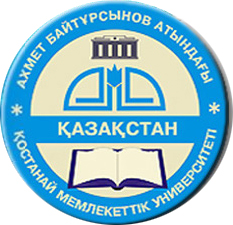 АХМЕТ БАЙТҰРСЫНОВ АТЫНДАҒЫ
ҚАЗАҚСТАН
ҚОСТАНАЙ МЕМЛЕКЕТТІК УНИВЕРСИТЕТІ